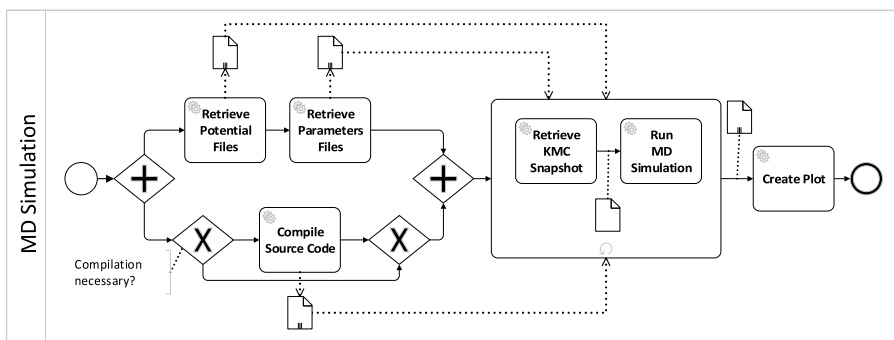 MD Simulation
Retrieve
Potential
Files
Retrieve
Parameters
Files
Compilation
necessary?
X
Compile
Source Code
X
Retrieve
KMC
Snapshot
Run
MD
Simulation
Create Plot